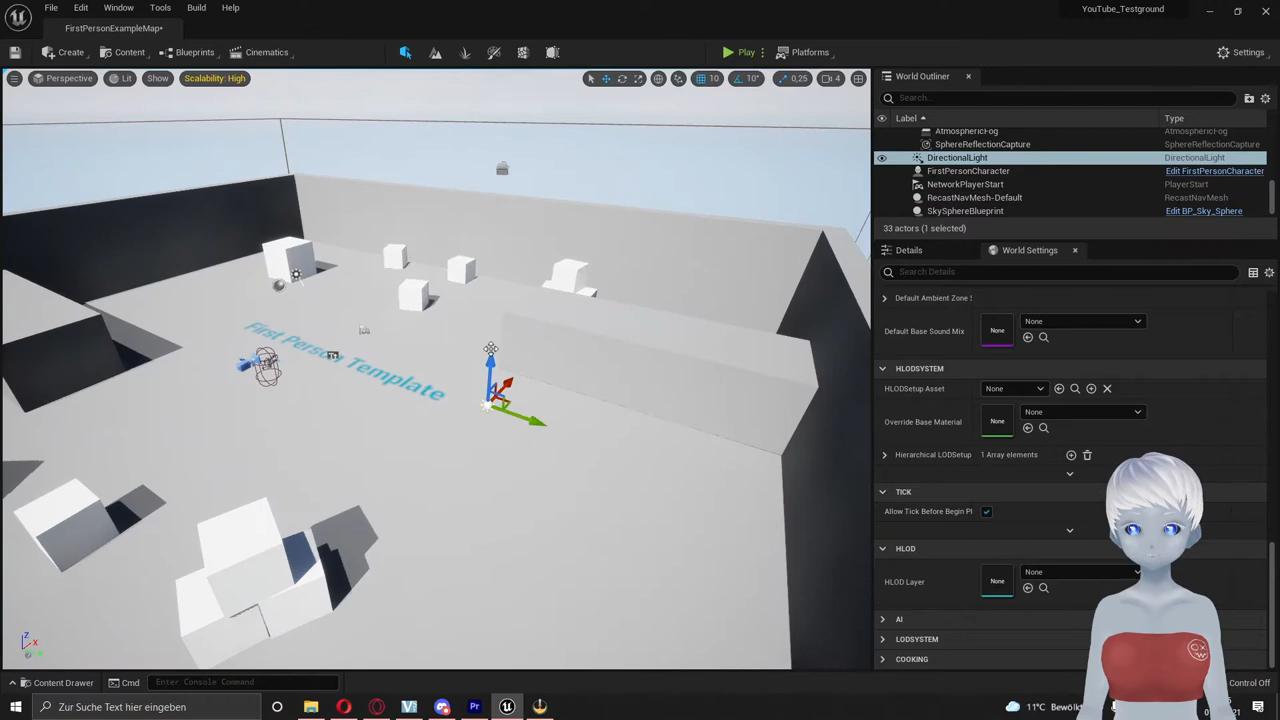 File Edit Window Tools Build Help
YouTube_Testground
FirstPersonExampleMap*
Create Content Blueprints Cinematics Play Platforms Settings
Perspective Lit Show Scalability: High 10 10° 0,25 4
World Outliner
Search...
Label Type
AtmosphericFog AtmosphericFog
SphereReflectionCapture SphereReflectionCapture
DirectionalLight DirectionalLight
FirstPersonCharacter Edit FirstPersonCharacter
NetworkPlayerStart PlayerStart
RecastNavMesh-Default RecastNavMesh
SkySphereBlueprint Edit BP_Sky_Sphere
33 actors (1 selected)
Details World Settings
Search Details
Default Ambient Zone S
Default Base Sound Mix None None
HLODSYSTEM
HLODSetup Asset None
Override Base Material None None
Hierarchical LODSetup 1 Array elements
TICK
Allow Tick Before Begin Pl
HLOD
HLOD Layer None None
AI
LODSYSTEM
COOKING
First Person Template
Z X
Content Drawer Cmd Enter Console Command
Control Off
Zur Suche Text hier eingeben
11°C Bewölk
21